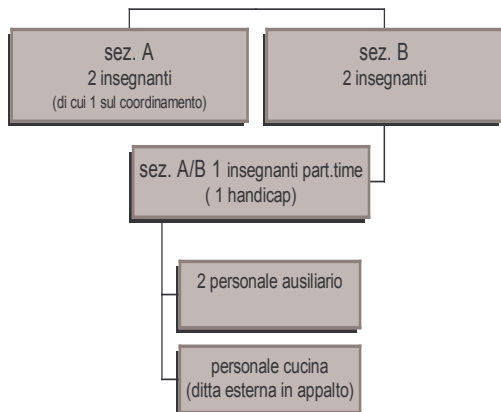 sez. A
2 insegnanti
(di cui 1 sul coordinamento)
sez. B
2 insegnanti
sez. A/B 1 insegnanti part.time
( 1 handicap)
2 personale ausiliario
personale cucina
(ditta esterna in appalto)